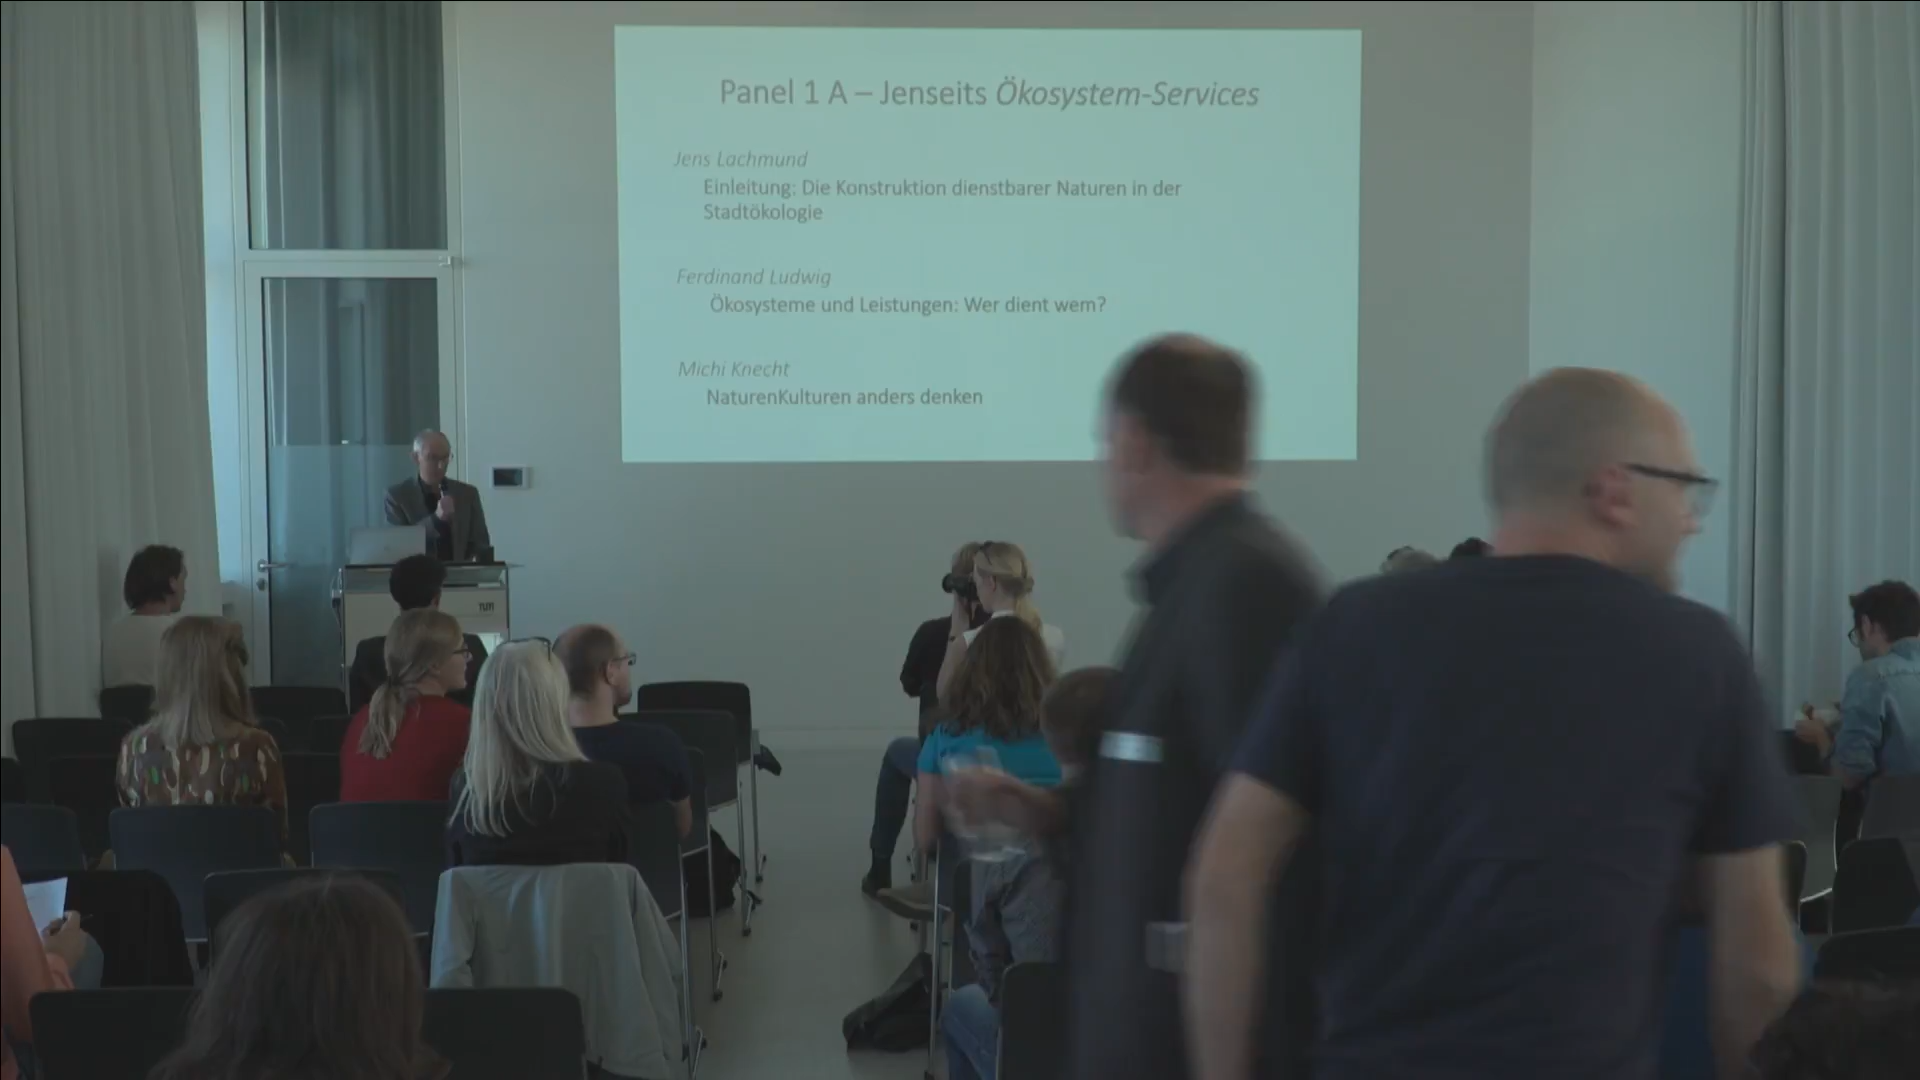 Panel 1 A – Jenseits Ökosystem-Services
Jens Lachmund
Einleitung: Die Konstruktion dienstbarer Naturen in der
Stadtökologie
Ferdinand Ludwig
Ökosysteme und Leistungen: Wer dient wem?
Michi Knecht
NaturenKulturen anders denken
TUM